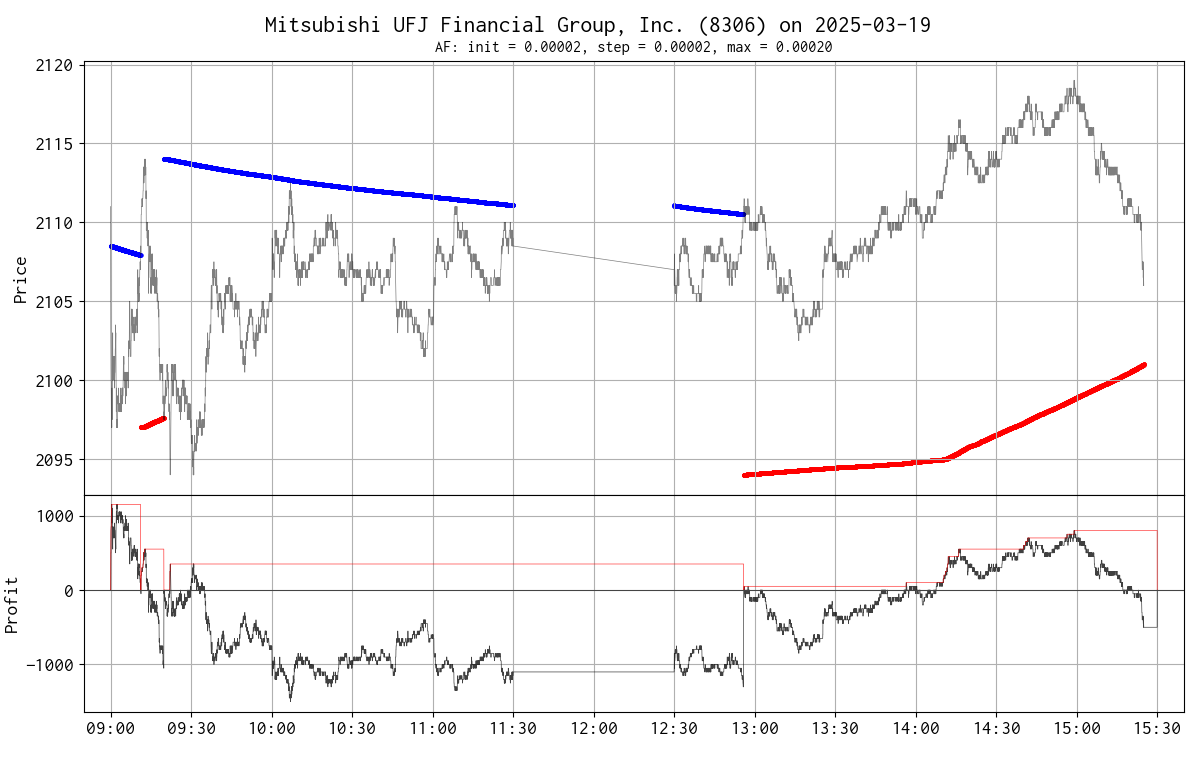 Mitsubishi UFJ Financial Group, Inc. (8306) on 2025-03-19
AF: init = 0.00002, step = 0.00002, max = 0.00020
2120
2115
2110
2105
2100
2095
Price
1000
0
−1000
Profit
09:00 09:30 10:00 10:30 11:00 11:30 12:00 12:30 13:00 13:30 14:00 14:30 15:00 15:30